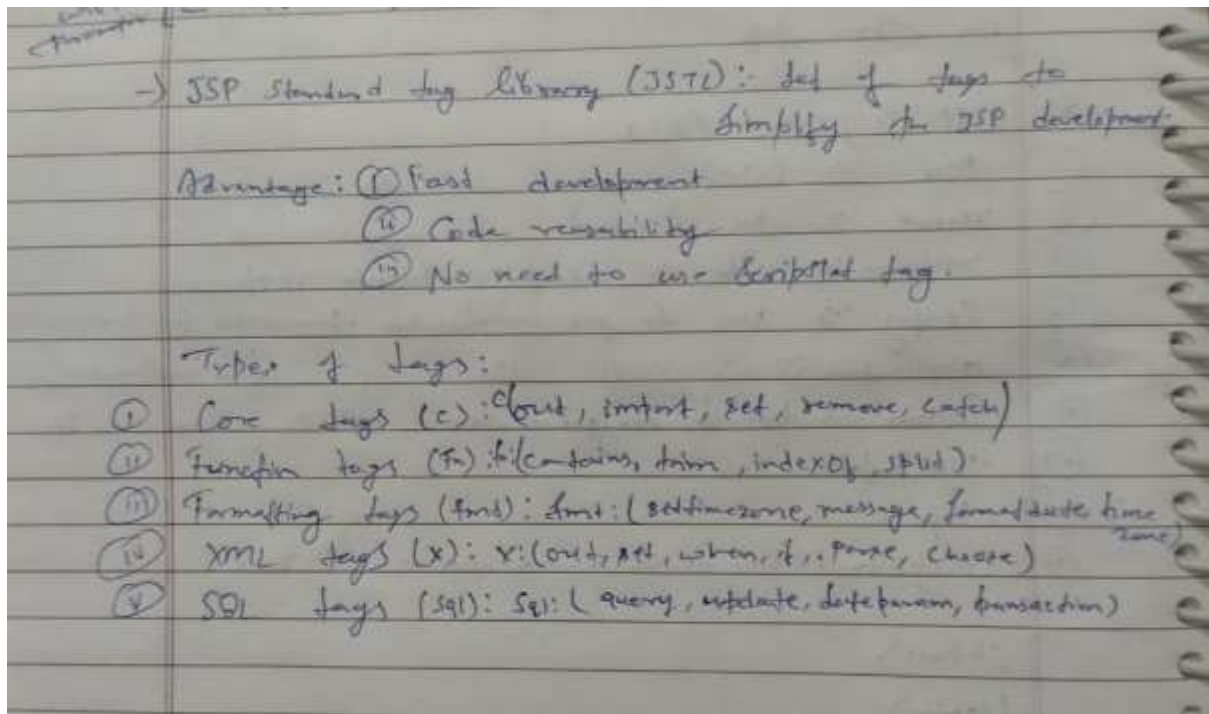 → JSP Standard tag library (JSTL): Set of tags to
simplify the JSP development.
Advantage: (i) Fast development
(ii) Code reusability
(iii) No need to use Scriptlet tag.
Types of tags:
(i) Core tags (c): c(out, import, set, remove, catch)
(ii) Function tags (fn): fn(contains, trim, indexOf, split)
(iii) Formatting tags (fmt): fmt:(settimezone, message, formatdate, time
zone)
(iv) XML tags (x): x:(out, set, when, if, parse, choose)
(v) SQL tags (sql): sql:(query, update, dateparam, transaction)